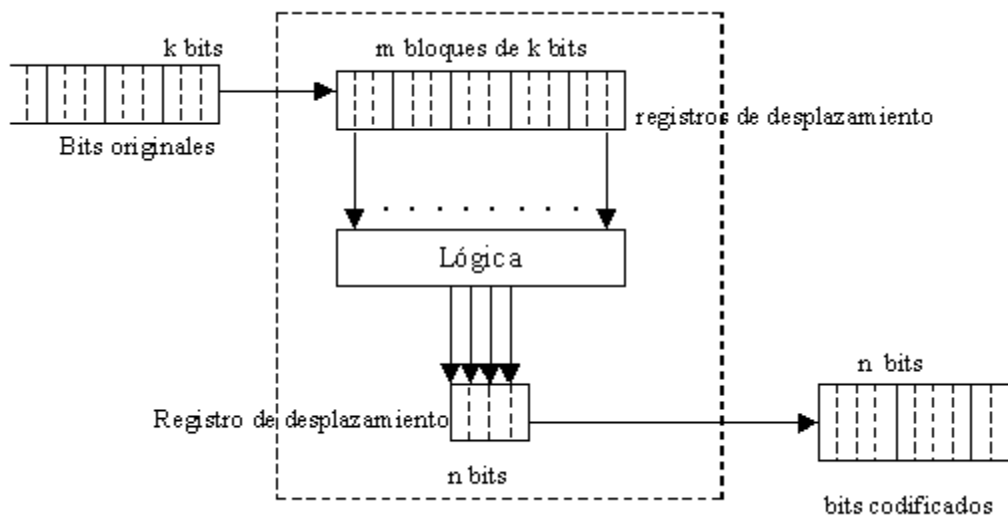 k bits
m bloques de k bits
registros de desplazamiento
Bits originales
Lógica
n bits
Registro de desplazamiento
n bits
bits codificados